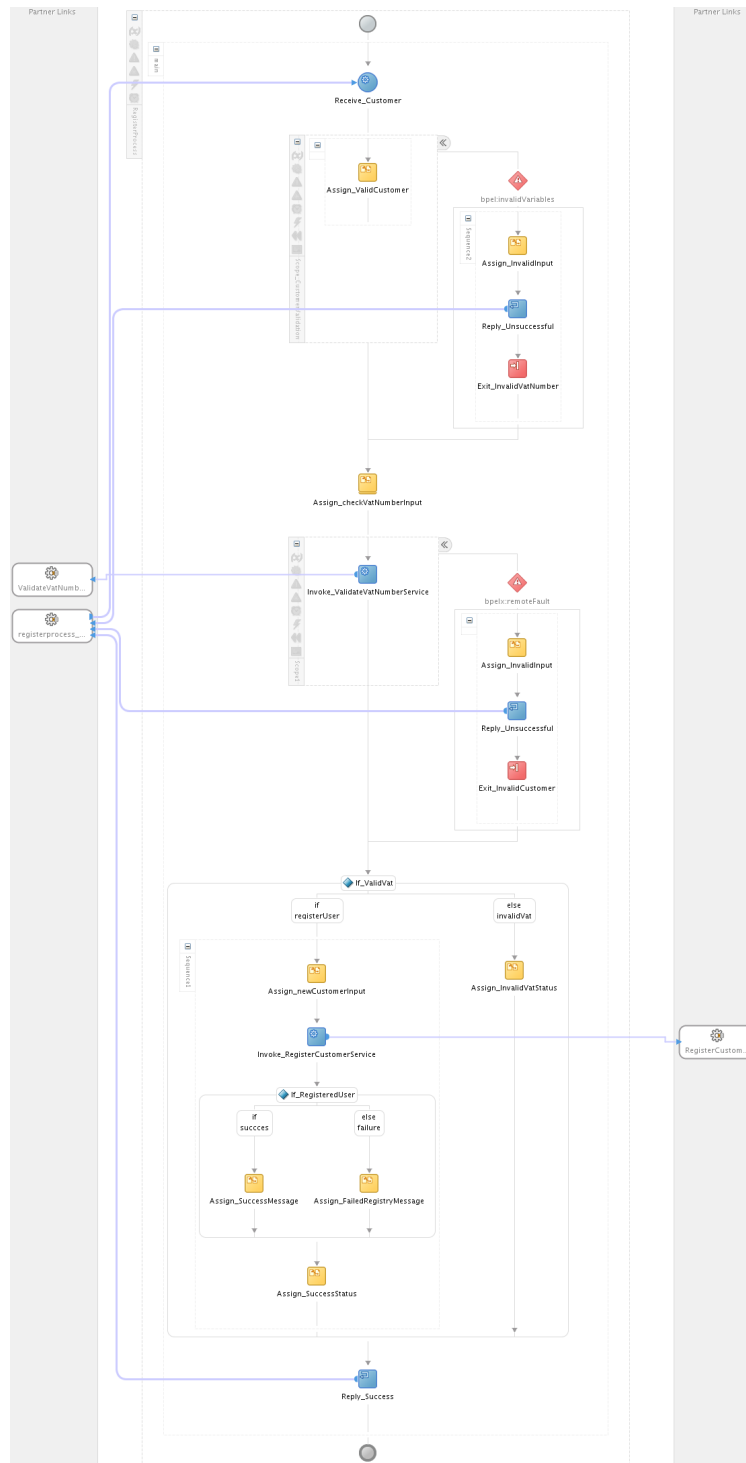 Partner Links
Partner Links
main
RegisterProcess
Receive_Customer
Assign_ValidCustomer
Scope_CustomerValidation
bpel:invalidVariables
Sequence2
Assign_InvalidInput
Reply_Unsuccessful
Exit_InvalidVatNumber
Assign_checkVatNumberInput
ValidateVatNumb...
registerprocess_...
Invoke_ValidateVatNumberService
Scope1
bpelx:remoteFault
Assign_InvalidInput
Reply_Unsuccessful
Exit_InvalidCustomer
If_ValidVat
if
registerUser
else
invalidVat
Sequence1
Assign_newCustomerInput
Assign_InvalidVatStatus
Invoke_RegisterCustomerService
RegisterCustom...
If_RegisteredUser
if
succces
else
failure
Assign_SuccessMessage
Assign_FailedRegistryMessage
Assign_SuccessStatus
Reply_Success